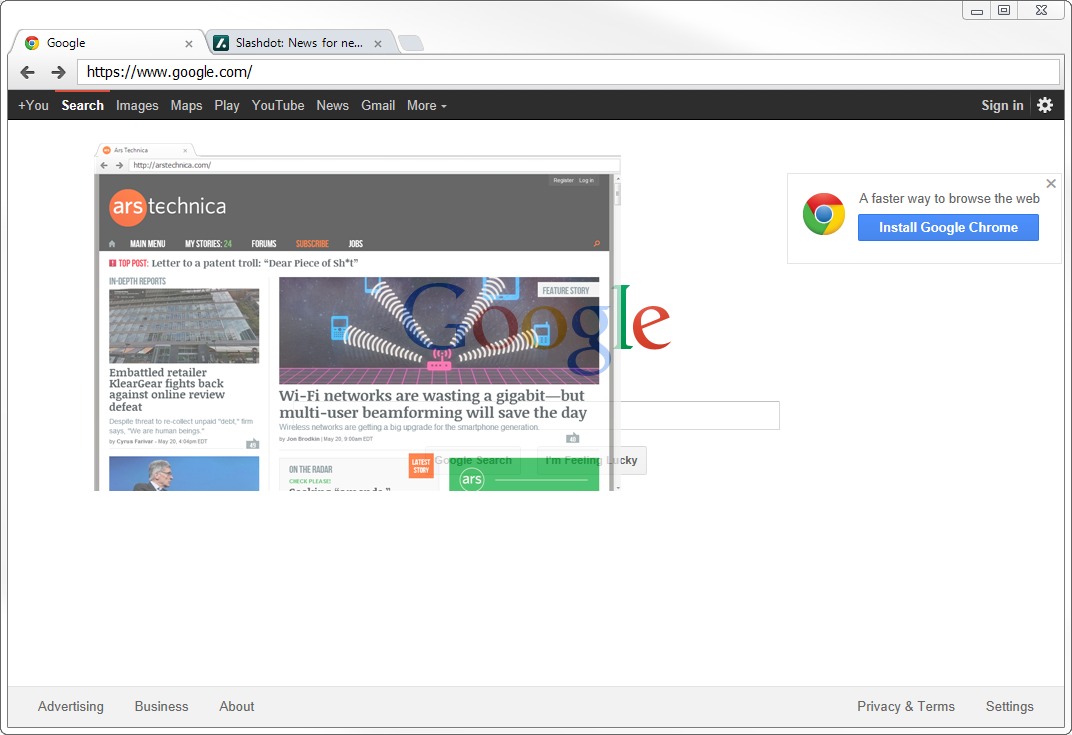 Google
Slashdot: News for ne...
https://www.google.com/
+You Search Images Maps Play YouTube News Gmail More
Sign in
Ars Technica
http://arstechnica.com/
Register Log in
ars technica
MAIN MENU MY STORIES: 24 FORUMS SUBSCRIBE JOBS
TOP POST: Letter to a patent troll: “Dear Piece of Sh*t”
IN-DEPTH REPORTS
Embattled retailer
KlearGear fights back
against online review
defeat
Despite threat to re-collect unpaid "debt," firm
says, "We are human beings."
by Cyrus Farivar - May 20, 4:04pm EDT
FEATURE STORY
Wi-Fi networks are wasting a gigabit—but
multi-user beamforming will save the day
Wireless networks are getting a big upgrade for the smartphone generation.
by Jon Brodkin | May 20, 9:00am EDT
ON THE RADAR
CHECK PLEASE!
LATEST
STORY
ars
Google
Google Search I'm Feeling Lucky
A faster way to browse the web
Install Google Chrome
Advertising Business About
Privacy & Terms Settings